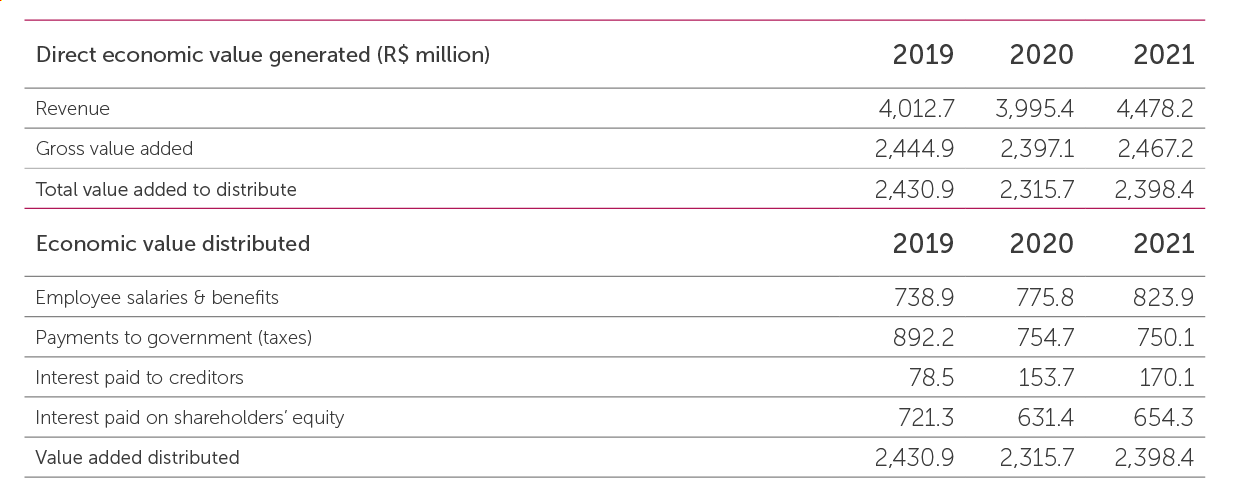 Direct economic value generated (R$ million) 2019 2020 2021
Revenue 4,012.7 3,995.4 4,478.2
Gross value added 2,444.9 2,397.1 2,467.2
Total value added to distribute 2,430.9 2,315.7 2,398.4
Economic value distributed 2019 2020 2021
Employee salaries & benefits 738.9 775.8 823.9
Payments to government (taxes) 892.2 754.7 750.1
Interest paid to creditors 78.5 153.7 170.1
Interest paid on shareholders’ equity 721.3 631.4 654.3
Value added distributed 2,430.9 2,315.7 2,398.4